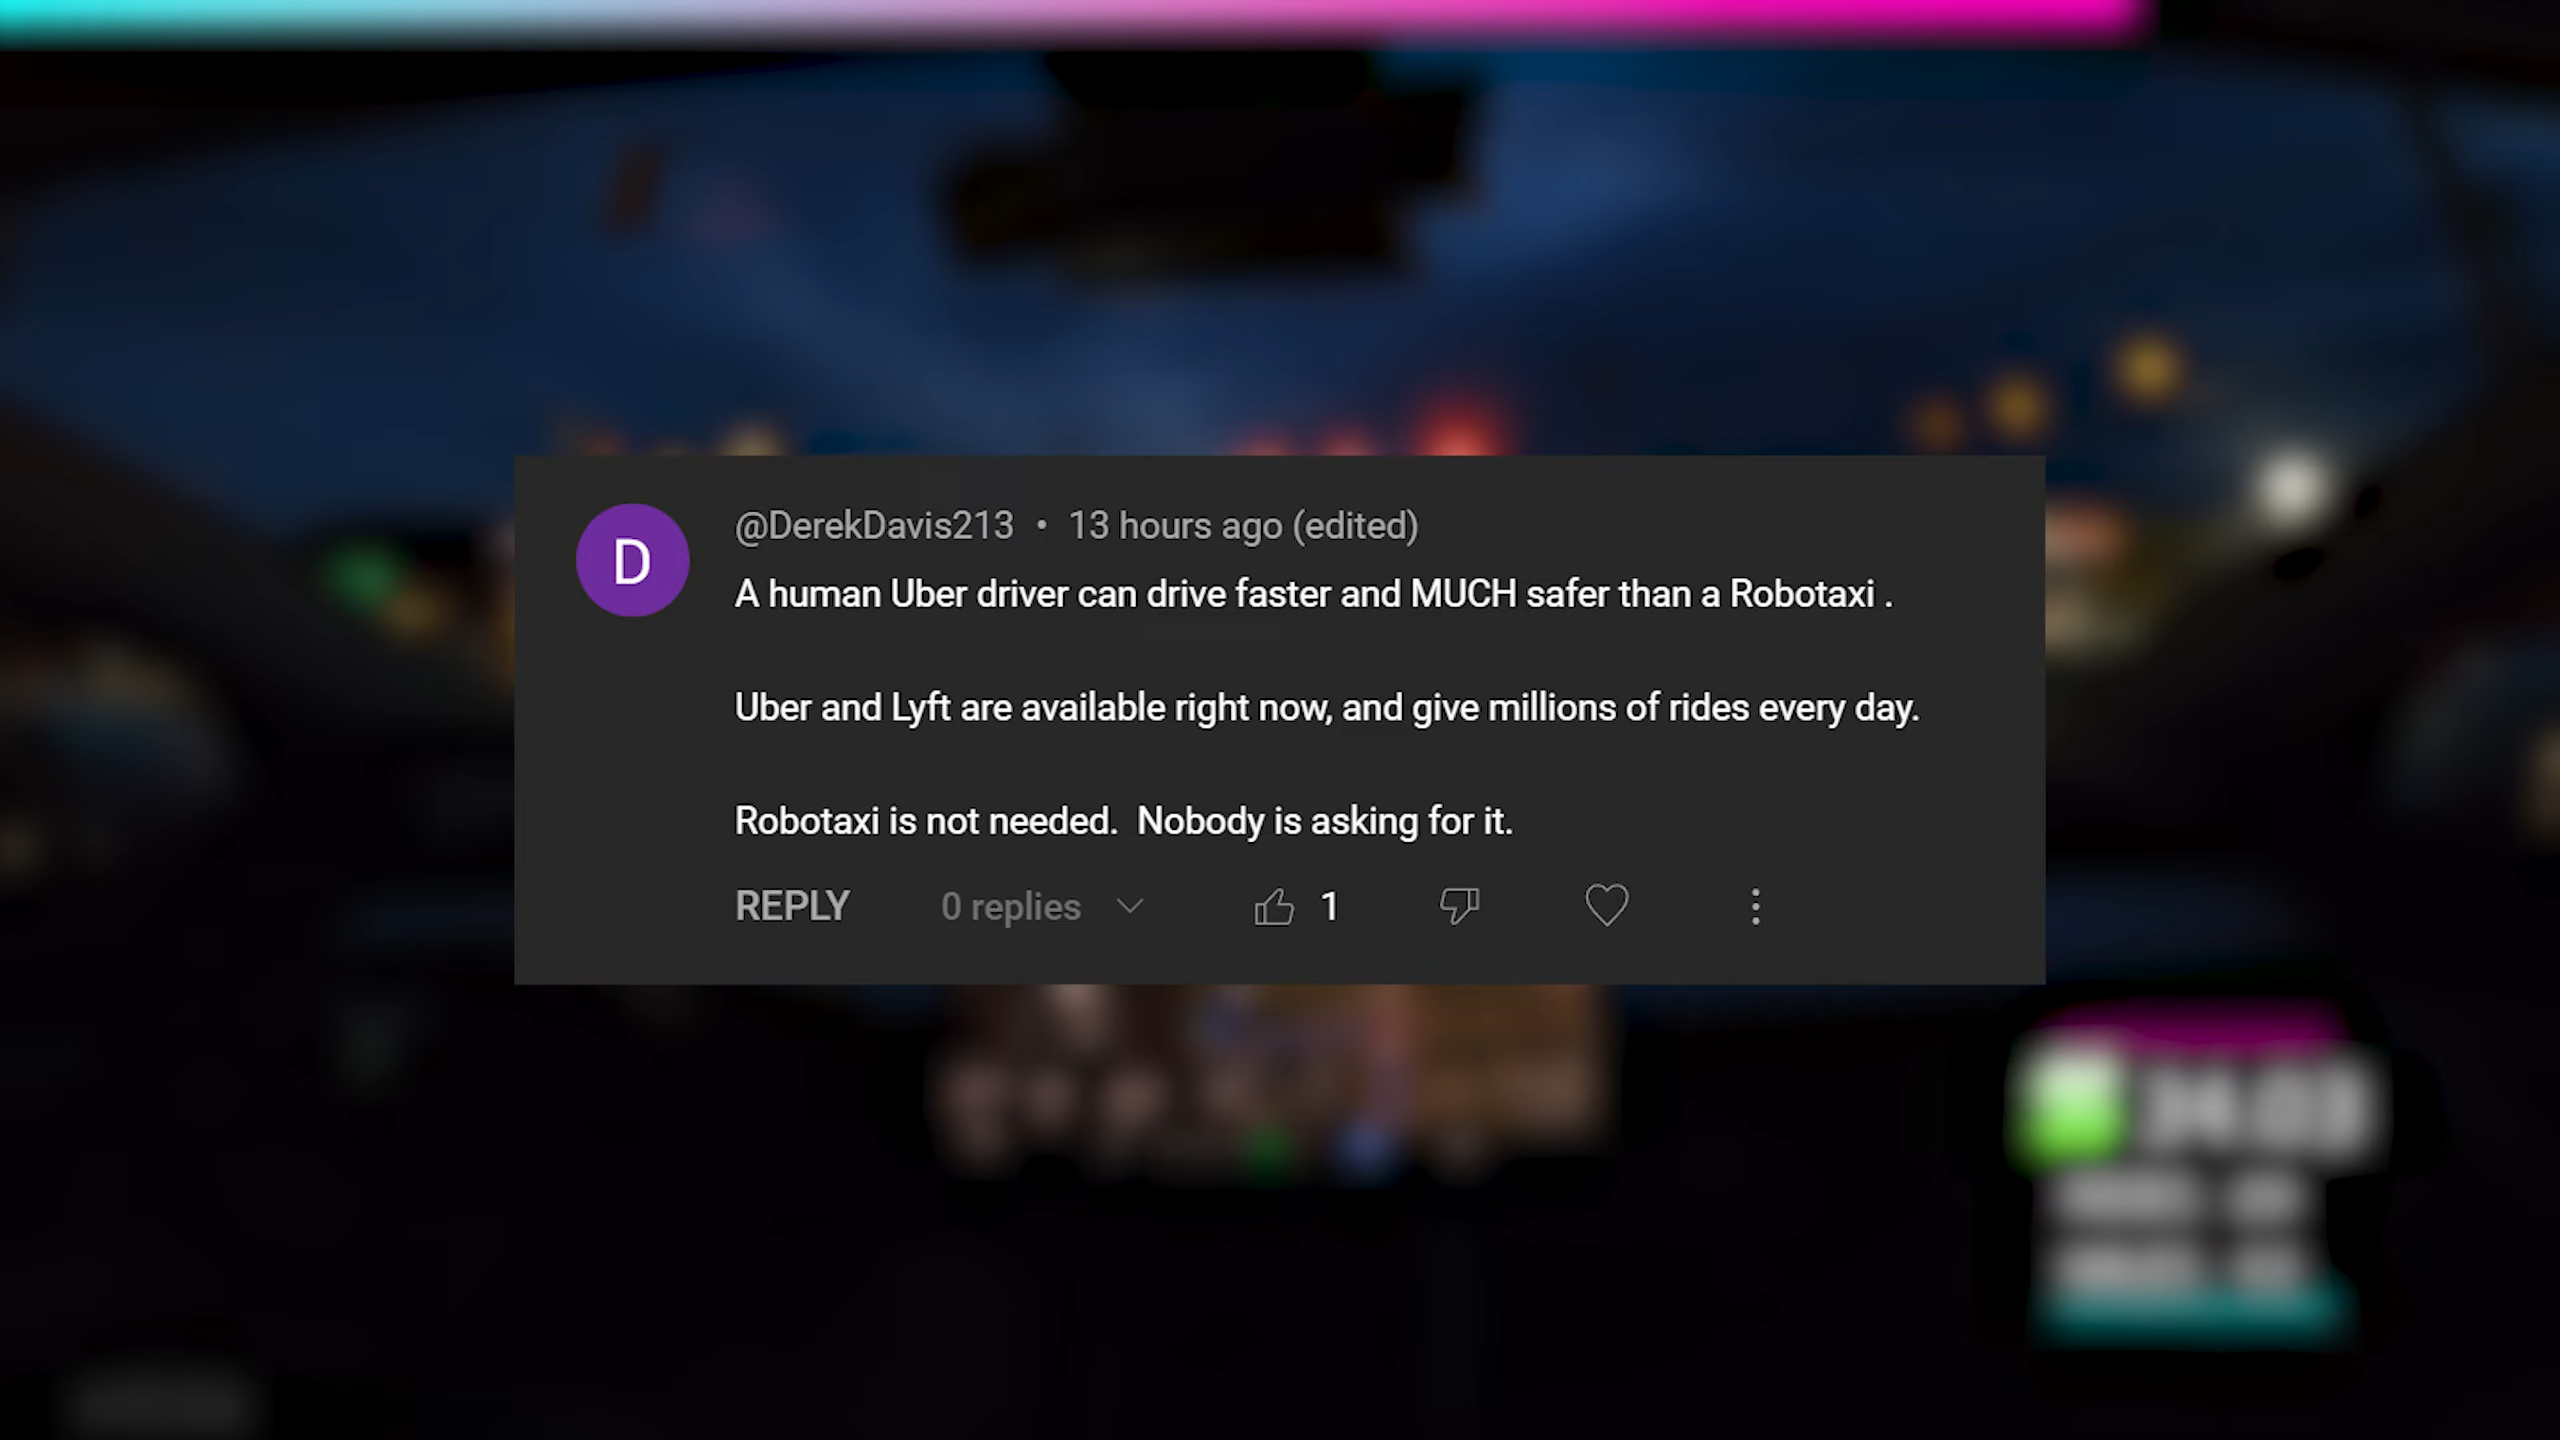 D
@DerekDavis213 • 13 hours ago (edited)
A human Uber driver can drive faster and MUCH safer than a Robotaxi .
Uber and Lyft are available right now, and give millions of rides every day.
Robotaxi is not needed.  Nobody is asking for it.
REPLY 0 replies 1